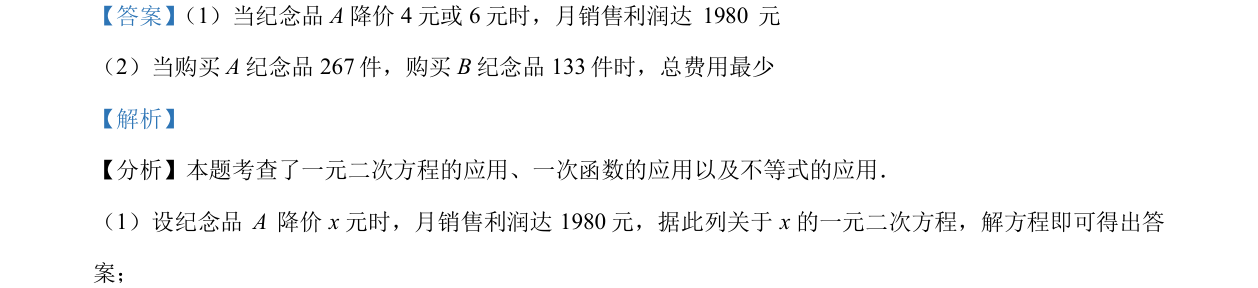 【答案】（1）当纪念品 A 降价 4 元或 6 元时，月销售利润达 1980 元
（2）当购买 A 纪念品 267 件，购买 B 纪念品 133 件时，总费用最少
【解析】
【分析】本题考查了一元二次方程的应用、一次函数的应用以及不等式的应用．
（1）设纪念品 A 降价 x 元时，月销售利润达 1980 元，据此列关于 x 的一元二次方程，解方程即可得出答
案；